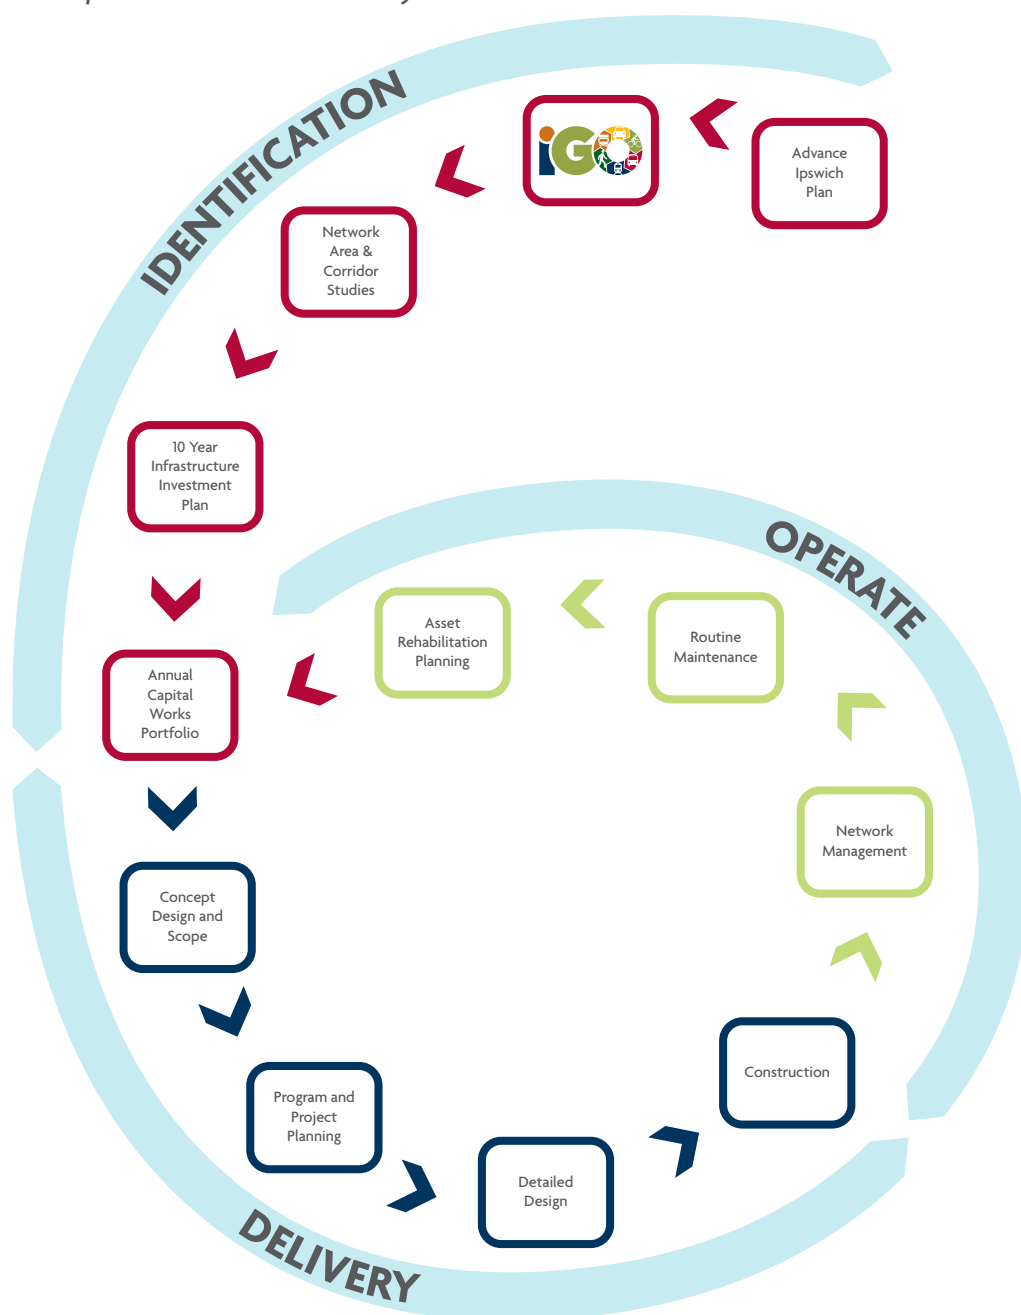 IDENTIFICATION
iGO
Advance
Ipswich
Plan
Network
Area &
Corridor
Studies
10 Year
Infrastructure
Investment
Plan
OPERATE
Asset
Rehabilitation
Planning
Routine
Maintenance
Annual
Capital
Works
Portfolio
Network
Management
Concept
Design and
Scope
Construction
Program and
Project
Planning
Detailed
Design
DELIVERY